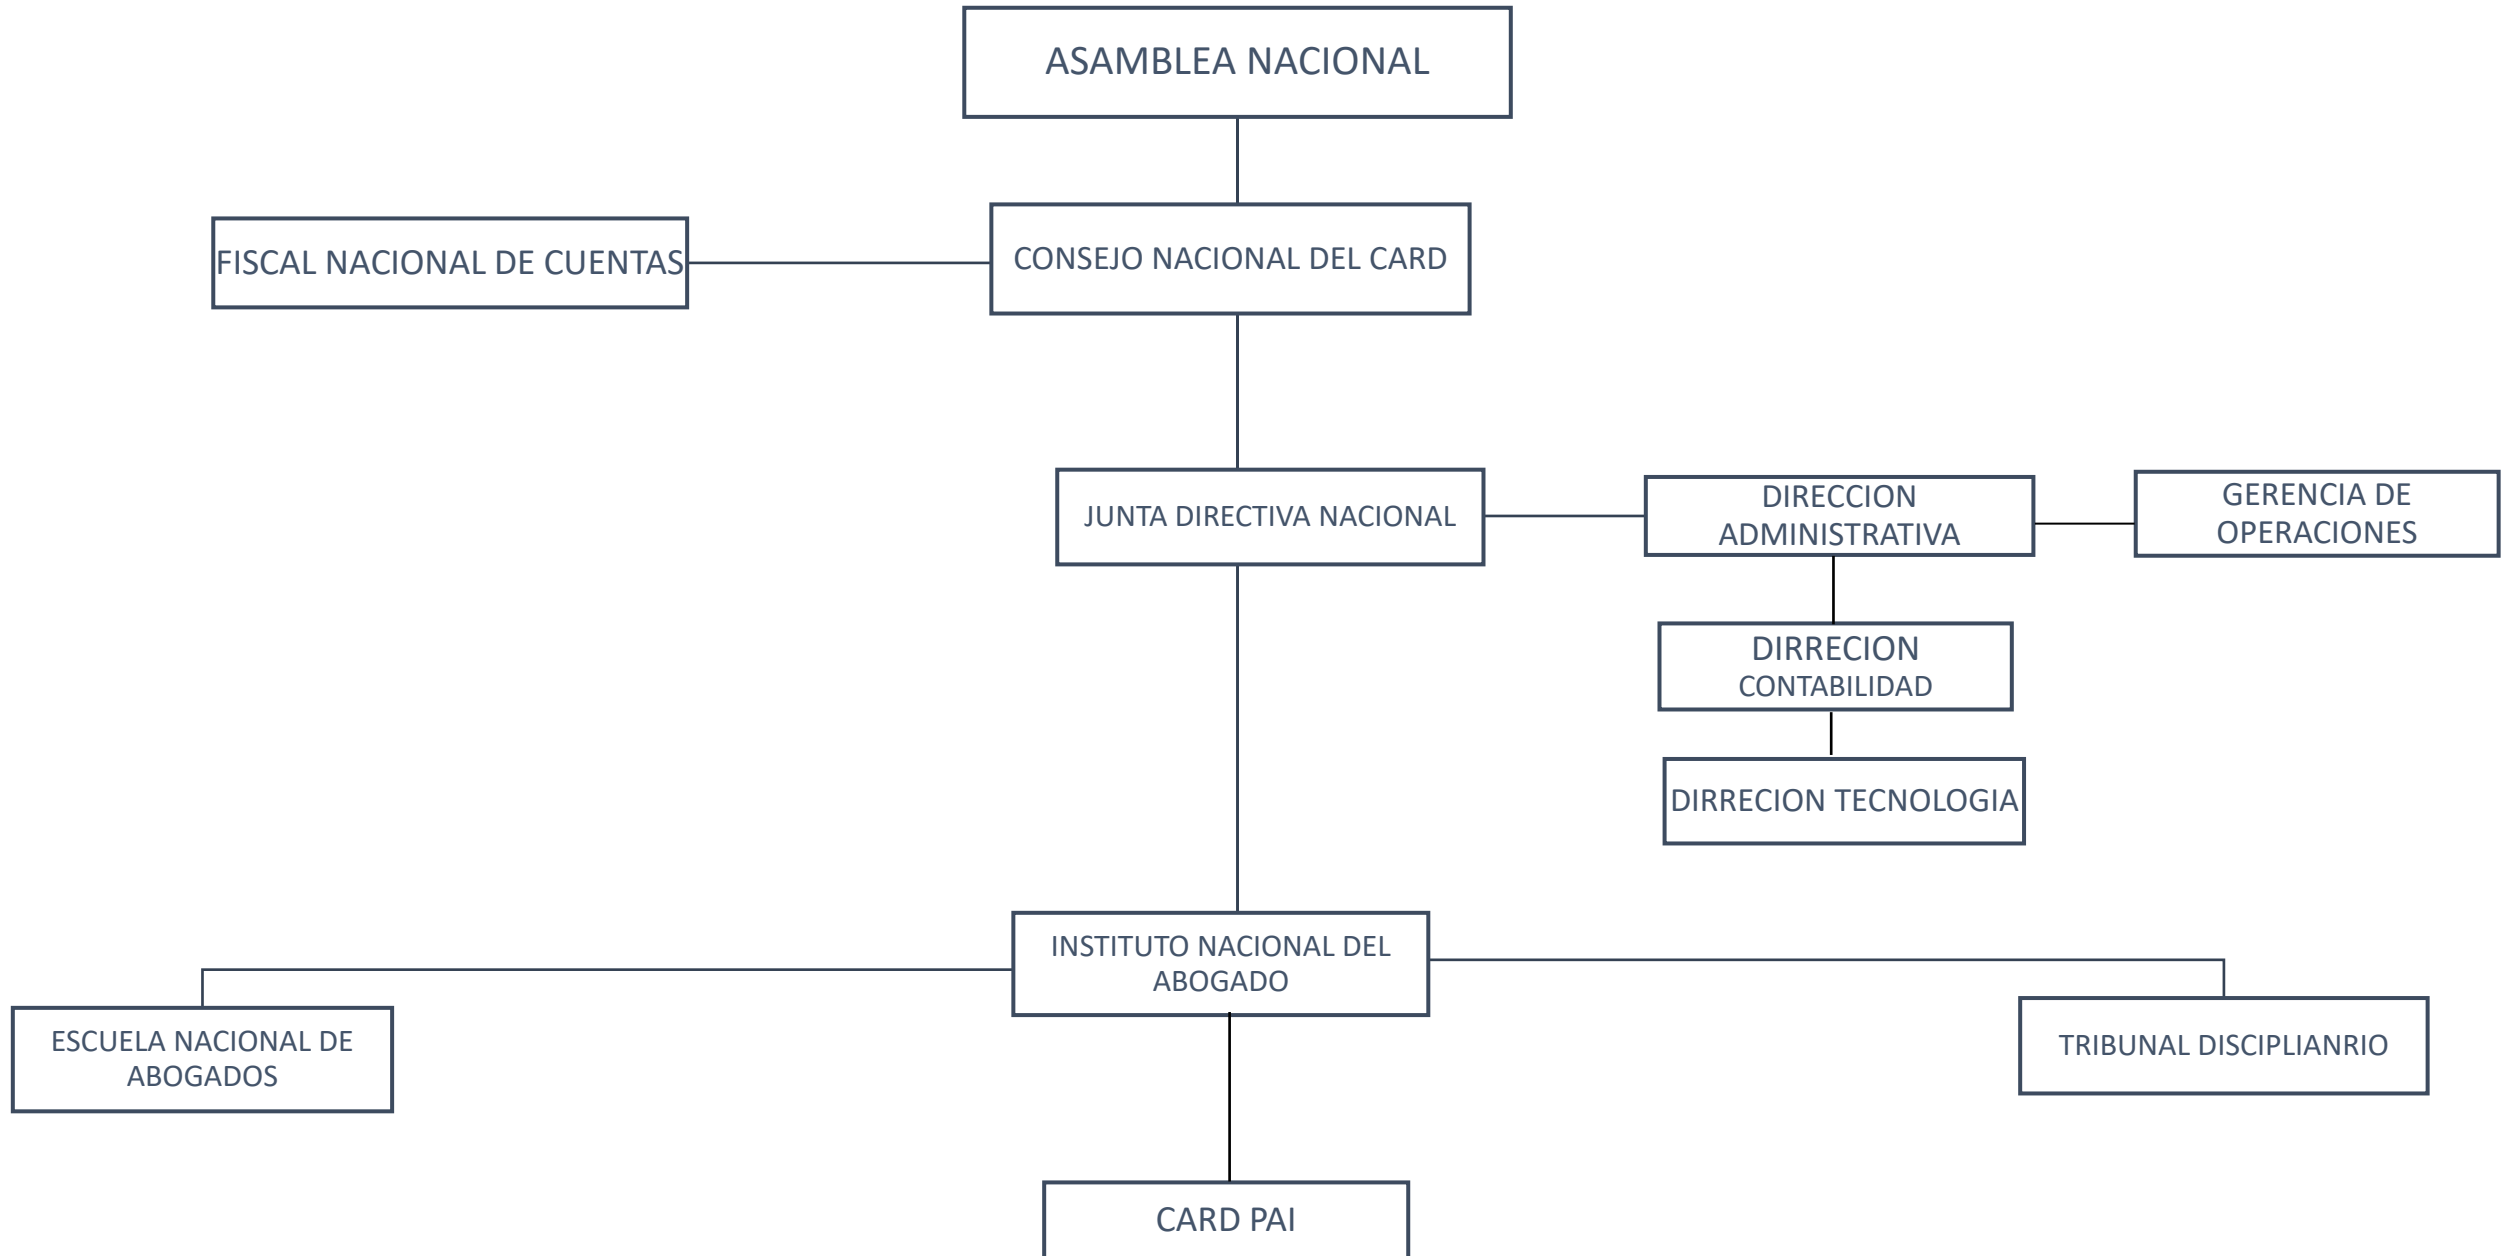 ASAMBLEA NACIONAL
FISCAL NACIONAL DE CUENTAS
CONSEJO NACIONAL DEL CARD
JUNTA DIRECTIVA NACIONAL
DIRECCION
ADMINISTRATIVA
GERENCIA DE
OPERACIONES
DIRRECION
CONTABILIDAD
DIRRECION TECNOLOGIA
INSTITUTO NACIONAL DEL
ABOGADO
ESCUELA NACIONAL DE
ABOGADOS
TRIBUNAL DISCIPLIANRIO
CARD PAI